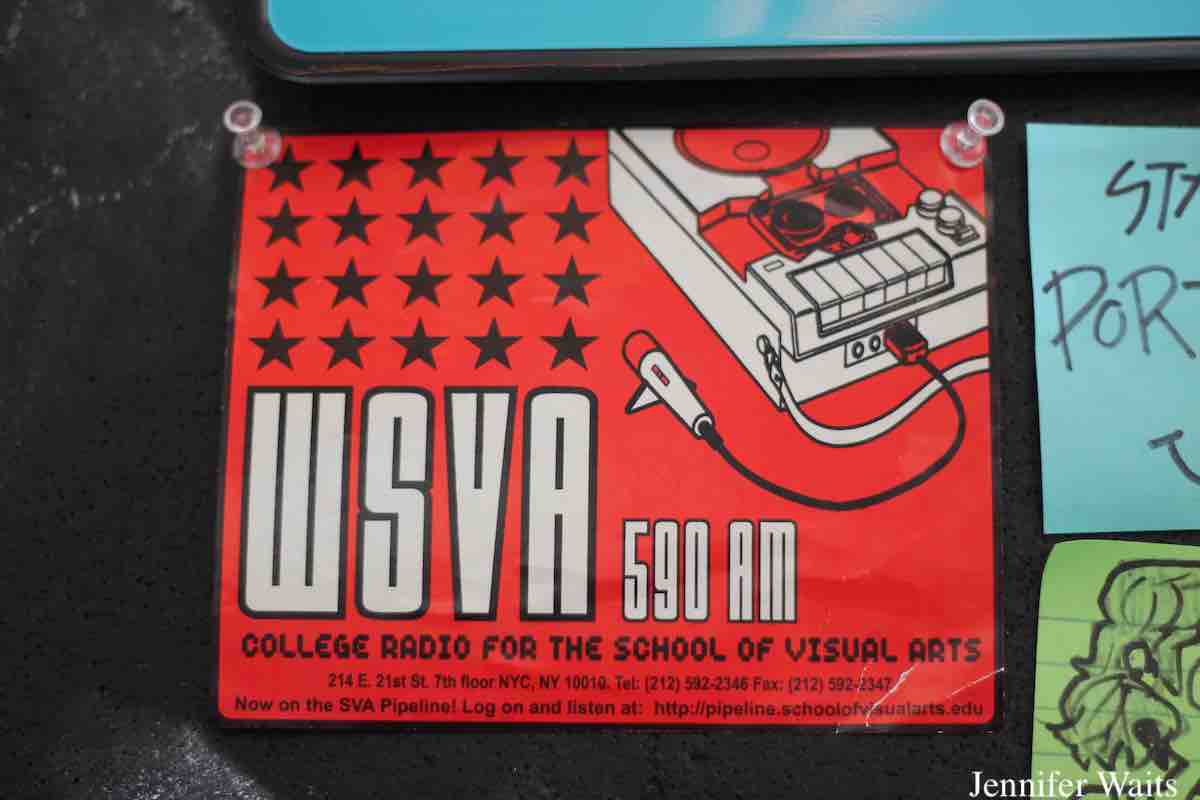 WSVA
590 AM
COLLEGE RADIO FOR THE SCHOOL OF VISUAL ARTS
214 E. 21st St. 7th floor NYC, NY 10010. Tel: (212) 592-2346 Fax: (212) 592-2347
Now on the SVA Pipeline! Log on and listen at: http://pipeline.schoolofvisualarts.edu
Jennifer Waits